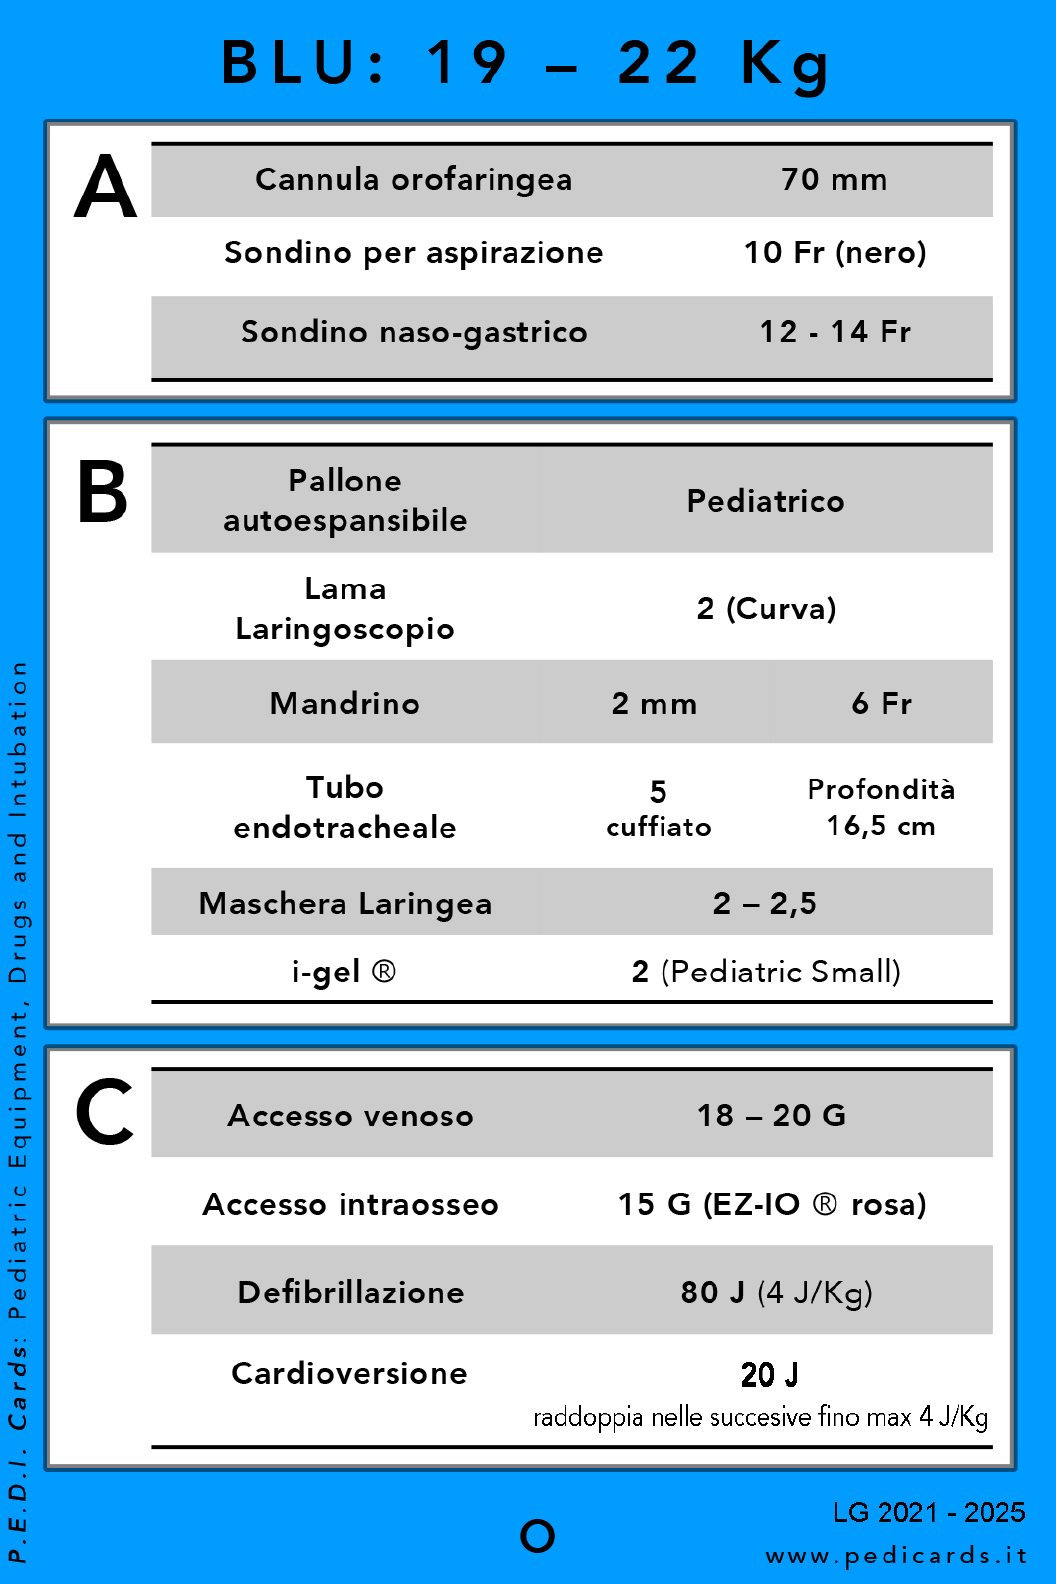 BLU: 19 – 22 Kg
A
Cannula orofaringea 70 mm
Sondino per aspirazione 10 Fr (nero)
Sondino naso-gastrico 12 - 14 Fr
B
Pallone
autoespansibile
Pediatrico
Lama
Laringoscopio
2 (Curva)
Mandrino 2 mm 6 Fr
Tubo
endotracheale
5
cuffiato
Profondità
16,5 cm
Maschera Laringea 2 – 2,5
i-gel ® 2 (Pediatric Small)
C
Accesso venoso 18 – 20 G
Accesso intraosseo 15 G (EZ-IO ® rosa)
Defibrillazione 80 J (4 J/Kg)
Cardioversione 20 J
raddoppia nelle succesive fino max 4 J/Kg
P.E.D.I. Cards: Pediatric Equipment, Drugs and Intubation
LG 2021 - 2025
www.pedicards.it